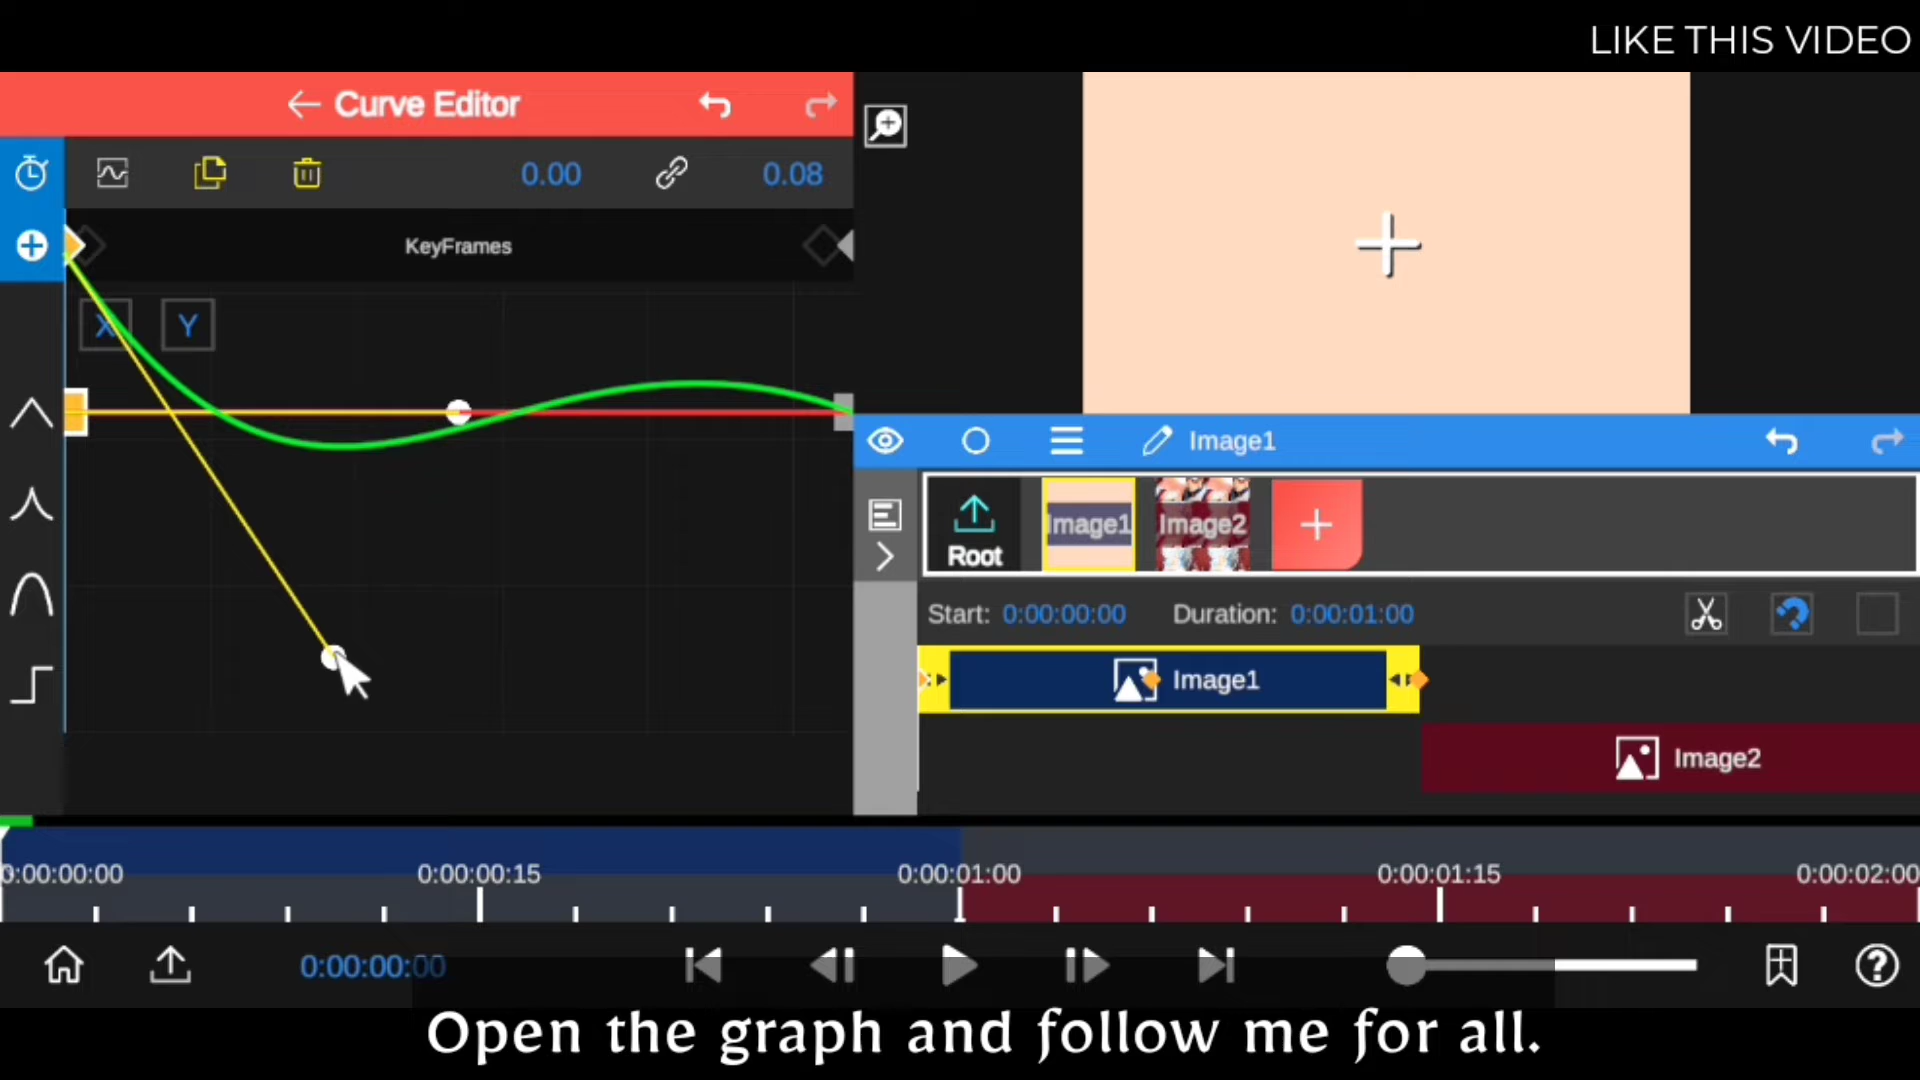 LIKE THIS VIDEO
Curve Editor
0.00
0.08
KeyFrames
X
Y
Image1
Root
Image1
Image2
Start: 0:00:00:00 Duration: 0:00:01:00
Image1
Image2
0:00:00:00
0:00:00:15
0:00:01:00
0:00:01:15
0:00:02:00
0:00:00:00
Open the graph and follow me for all.